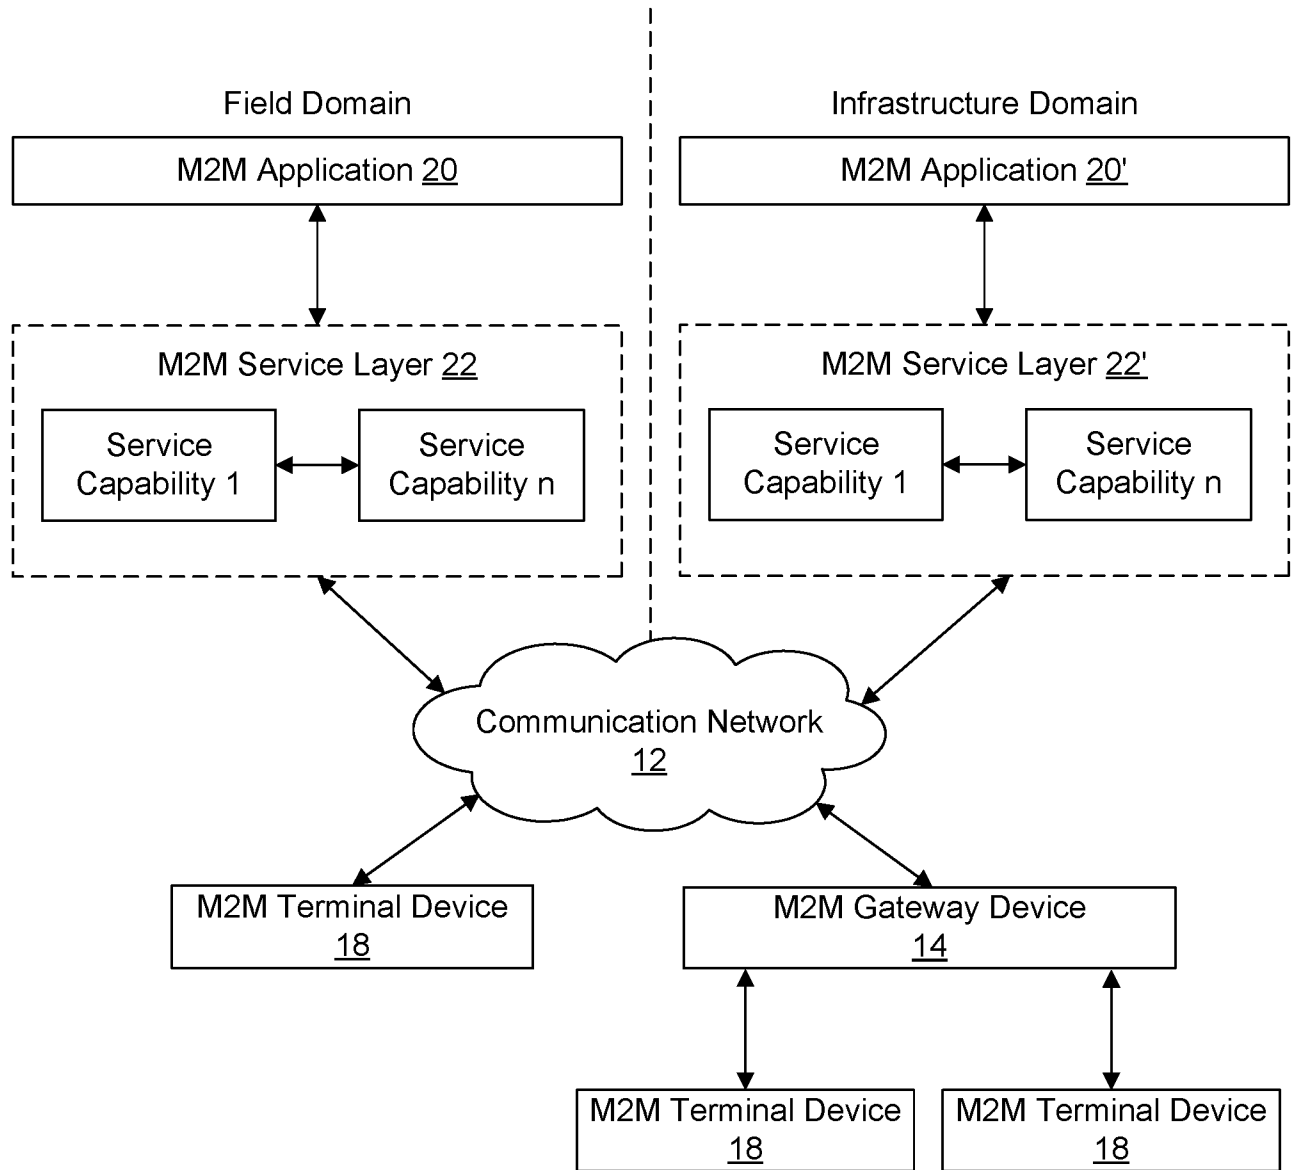 Field Domain
Infrastructure Domain
M2M Application 20
M2M Application 20'
M2M Service Layer 22
M2M Service Layer 22'
Service
Capability 1
Service
Capability n
Service
Capability 1
Service
Capability n
Communication Network
12
M2M Terminal Device
18
M2M Gateway Device
14
M2M Terminal Device
18
M2M Terminal Device
18